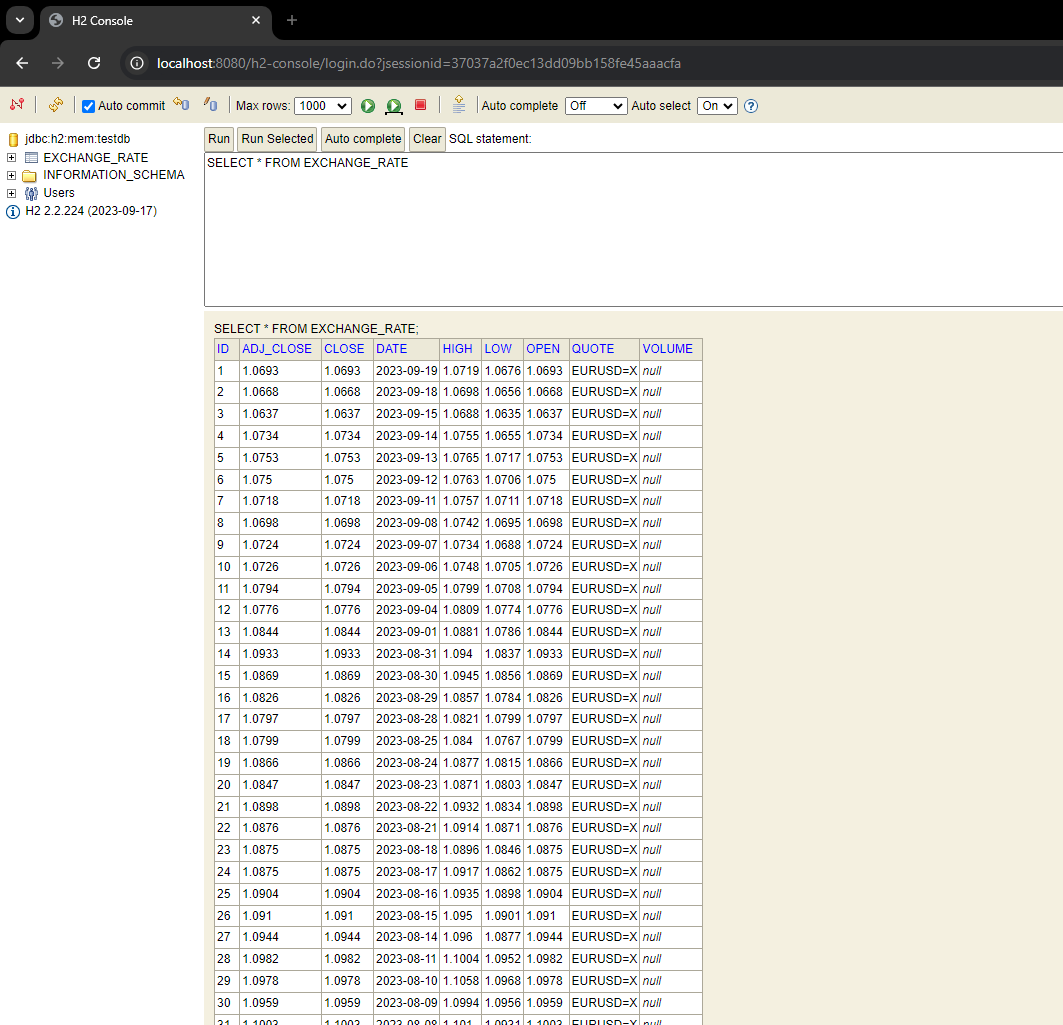 H2 Console
localhost:8080/h2-console/login.do?jsessionid=37037a2f0ec13dd09bb158fe45aaacfa
Auto commit Max rows: 1000 Auto complete Off Auto select On
jdbc:h2:mem:testdb
EXCHANGE_RATE
INFORMATION_SCHEMA
Users
H2 2.2.224 (2023-09-17)
Run Run Selected Auto complete Clear SQL statement:
SELECT * FROM EXCHANGE_RATE
SELECT * FROM EXCHANGE_RATE;
ID ADJ_CLOSE CLOSE DATE HIGH LOW OPEN QUOTE VOLUME
1 1.0693 1.0693 2023-09-19 1.0719 1.0676 1.0693 EURUSD=X null
2 1.0668 1.0668 2023-09-18 1.0698 1.0656 1.0668 EURUSD=X null
3 1.0637 1.0637 2023-09-15 1.0688 1.0635 1.0637 EURUSD=X null
4 1.0734 1.0734 2023-09-14 1.0755 1.0655 1.0734 EURUSD=X null
5 1.0753 1.0753 2023-09-13 1.0765 1.0717 1.0753 EURUSD=X null
6 1.075 1.075 2023-09-12 1.0763 1.0706 1.075 EURUSD=X null
7 1.0718 1.0718 2023-09-11 1.0757 1.0711 1.0718 EURUSD=X null
8 1.0698 1.0698 2023-09-08 1.0742 1.0695 1.0698 EURUSD=X null
9 1.0724 1.0724 2023-09-07 1.0734 1.0688 1.0724 EURUSD=X null
10 1.0726 1.0726 2023-09-06 1.0748 1.0705 1.0726 EURUSD=X null
11 1.0794 1.0794 2023-09-05 1.0799 1.0708 1.0794 EURUSD=X null
12 1.0776 1.0776 2023-09-04 1.0809 1.0774 1.0776 EURUSD=X null
13 1.0844 1.0844 2023-09-01 1.0881 1.0786 1.0844 EURUSD=X null
14 1.0933 1.0933 2023-08-31 1.094 1.0837 1.0933 EURUSD=X null
15 1.0869 1.0869 2023-08-30 1.0945 1.0856 1.0869 EURUSD=X null
16 1.0826 1.0826 2023-08-29 1.0857 1.0784 1.0826 EURUSD=X null
17 1.0797 1.0797 2023-08-28 1.0821 1.0799 1.0797 EURUSD=X null
18 1.0799 1.0799 2023-08-25 1.084 1.0767 1.0799 EURUSD=X null
19 1.0866 1.0866 2023-08-24 1.0877 1.0815 1.0866 EURUSD=X null
20 1.0847 1.0847 2023-08-23 1.0871 1.0803 1.0847 EURUSD=X null
21 1.0898 1.0898 2023-08-22 1.0932 1.0834 1.0898 EURUSD=X null
22 1.0876 1.0876 2023-08-21 1.0914 1.0871 1.0876 EURUSD=X null
23 1.0875 1.0875 2023-08-18 1.0896 1.0846 1.0875 EURUSD=X null
24 1.0875 1.0875 2023-08-17 1.0917 1.0862 1.0875 EURUSD=X null
25 1.0904 1.0904 2023-08-16 1.0935 1.0898 1.0904 EURUSD=X null
26 1.091 1.091 2023-08-15 1.095 1.0901 1.091 EURUSD=X null
27 1.0944 1.0944 2023-08-14 1.096 1.0877 1.0944 EURUSD=X null
28 1.0982 1.0982 2023-08-11 1.1004 1.0952 1.0982 EURUSD=X null
29 1.0978 1.0978 2023-08-10 1.1058 1.0968 1.0978 EURUSD=X null
30 1.0959 1.0959 2023-08-09 1.0994 1.0956 1.0959 EURUSD=X null